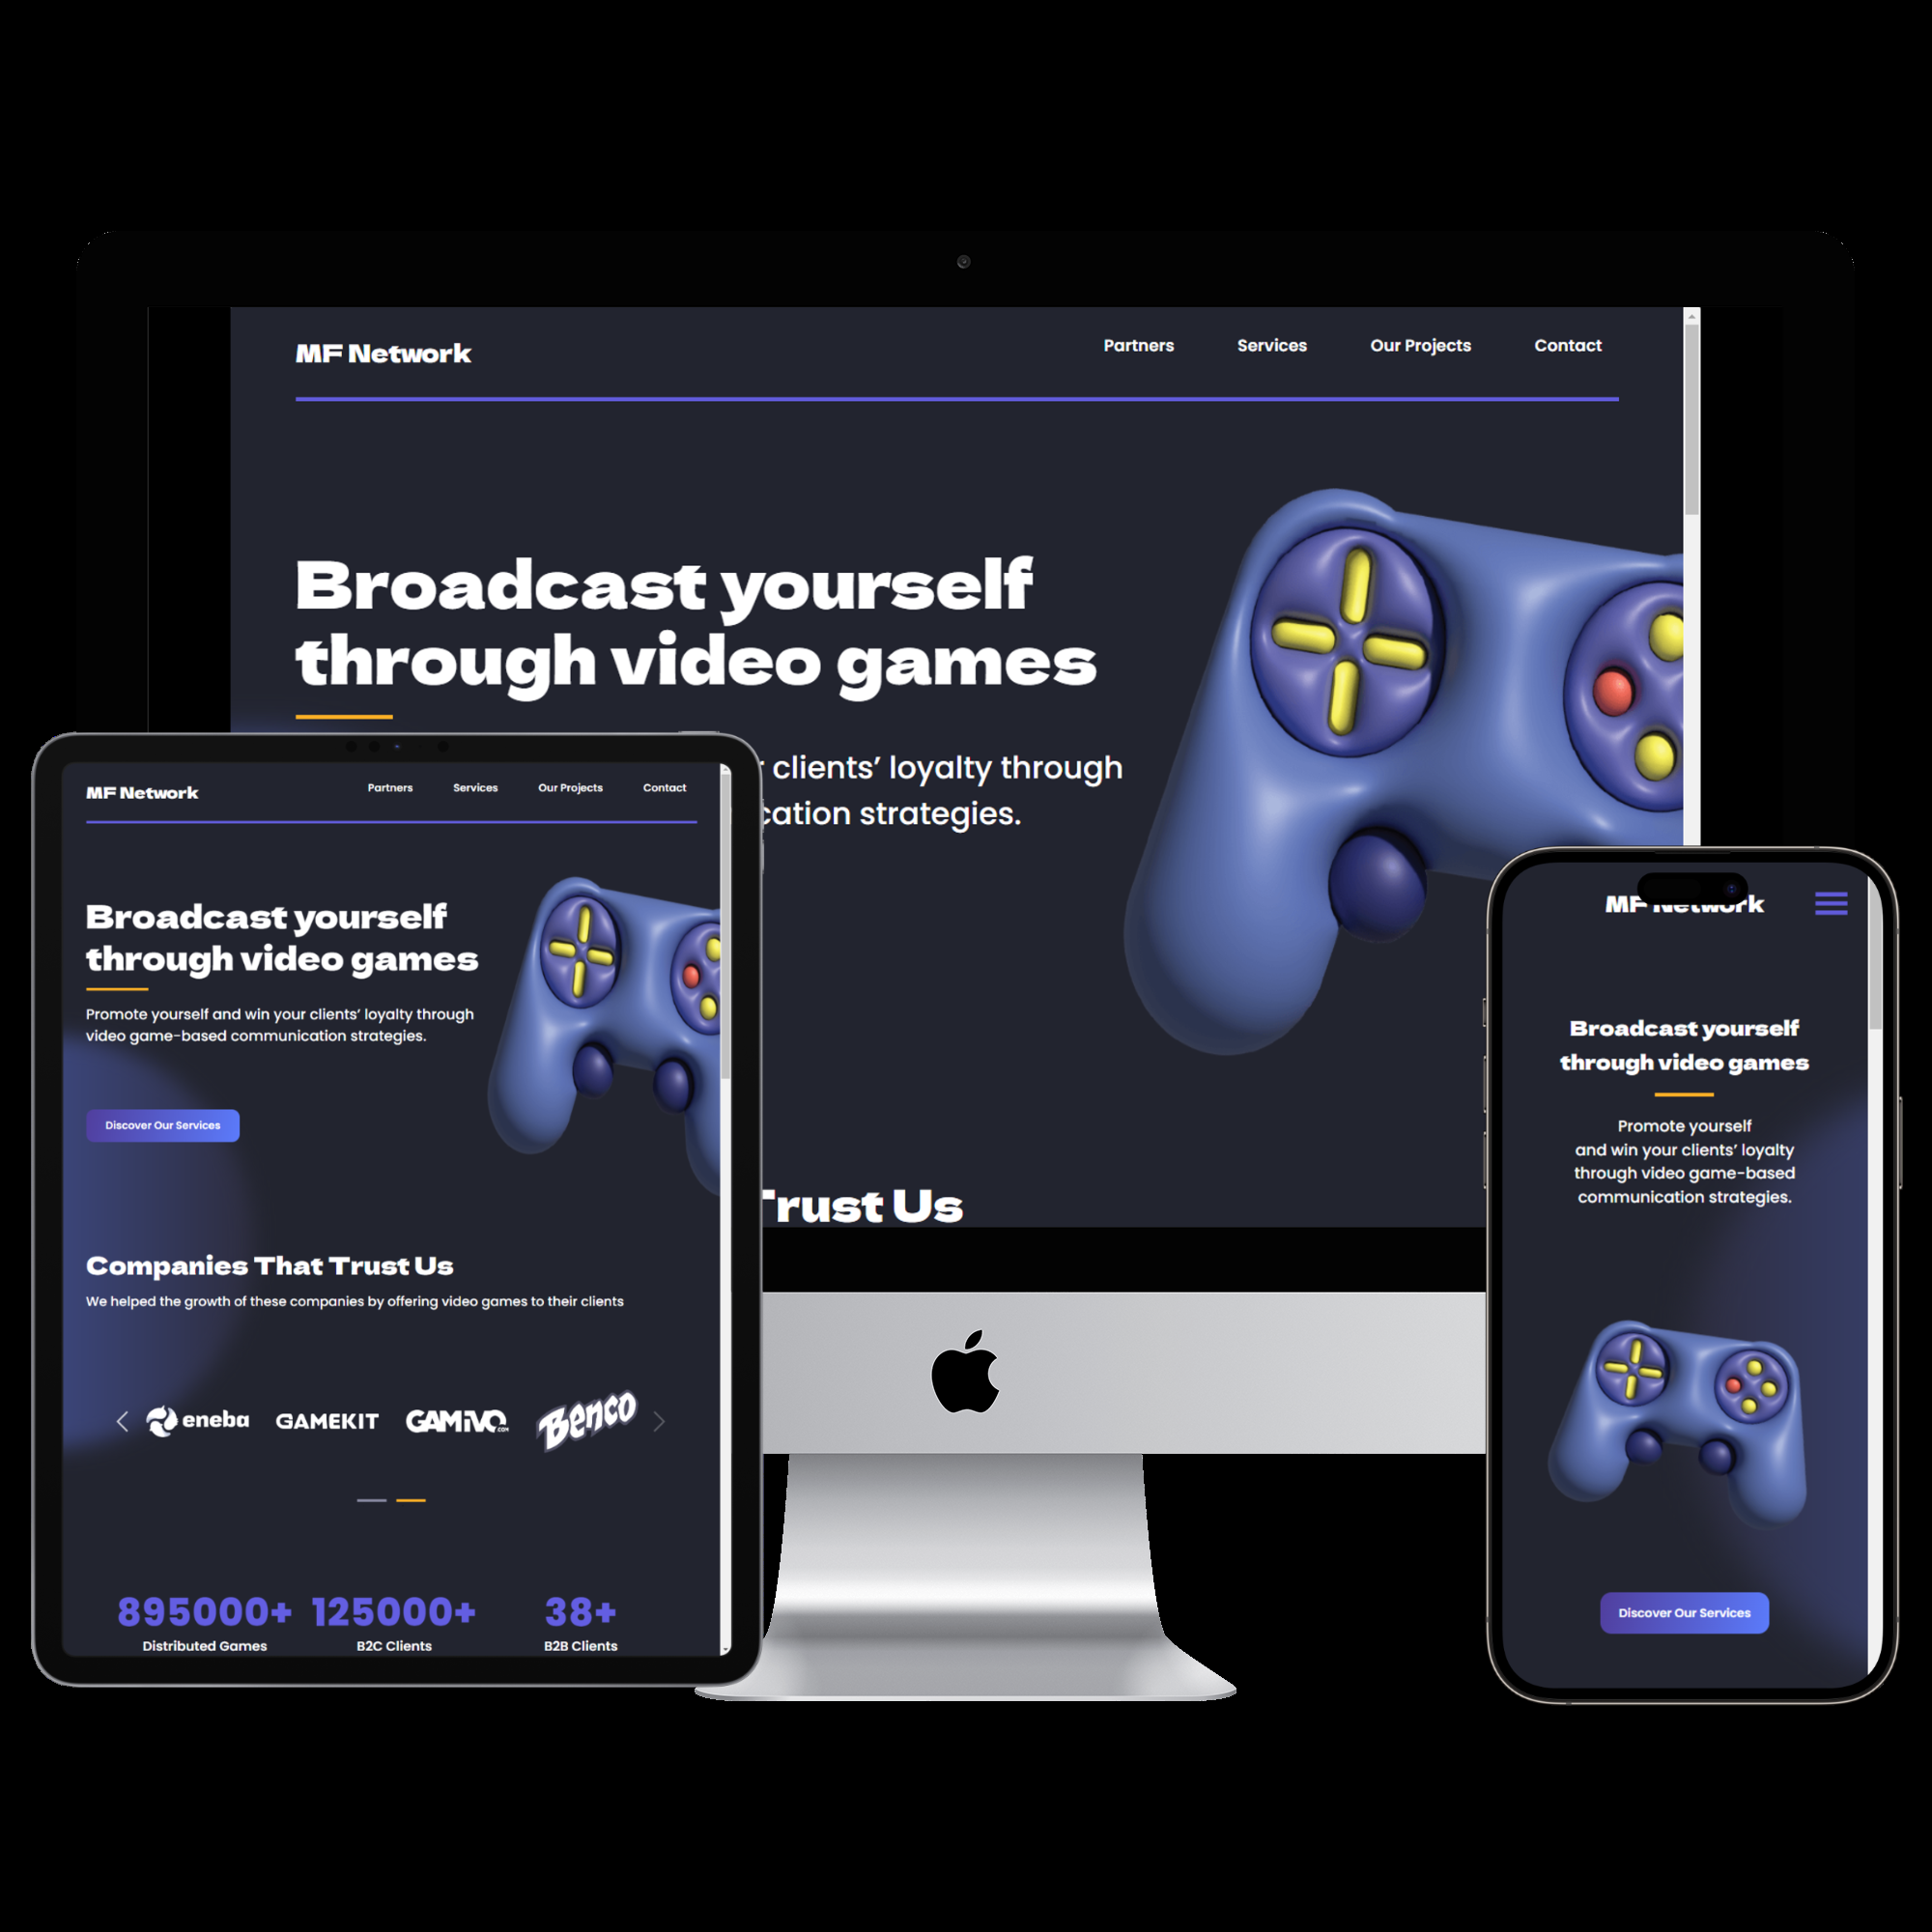 MF Network
Partners Services Our Projects Contact
Broadcast yourself
through video games
clients’ loyalty through
strategies.
Trust Us
MF Network
Partners Services Our Projects Contact
Broadcast yourself
through video games
Promote yourself and win your clients’ loyalty through
video game-based communication strategies.
Discover Our Services
Companies That Trust Us
We helped the growth of these companies by offering video games to their clients
eneba GAMEKIT GAMIVO.COM Benco
895000+ 125000+ 38+
Distributed Games B2C Clients B2B Clients
MF Network
Broadcast yourself
through video games
Promote yourself
and win your clients’ loyalty
through video game-based
communication strategies.
Discover Our Services